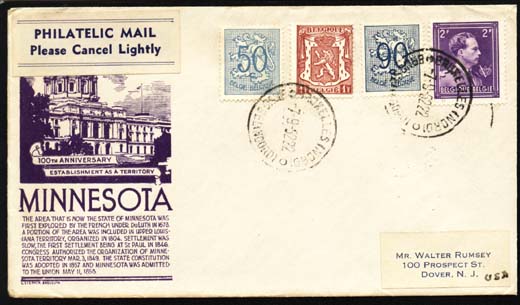 PHILATELIC MAIL
Please Cancel Lightly
50c
1F
90c
2F 2F
BELGIQUE-BELGIË
100TH ANNIVERSARY
ESTABLISHMENT AS A TERRITORY
MINNESOTA
THE AREA THAT IS NOW THE STATE OF MINNESOTA WAS
FIRST EXPLORED BY THE FRENCH UNDER DULUTH IN 1678.
A PORTION OF THE AREA WAS INCLUDED IN UPPER LOUIS-
IANA TERRITORY, ORGANIZED IN 1804. SETTLEMENT WAS
SLOW, THE FIRST SETTLEMENT BEING AT ST. PAUL IN 1846.
CONGRESS AUTHORIZED THE ORGANIZATION OF MINNE-
SOTA TERRITORY, MAR. 3, 1849. THE STATE CONSTITUTION
WAS ADOPTED IN 1857 AND MINNESOTA WAS ADMITTED
TO THE UNION MAY 11, 1858.
MR. WALTER RUMSEY
100 PROSPECT ST.
DOVER, N. J.
USA